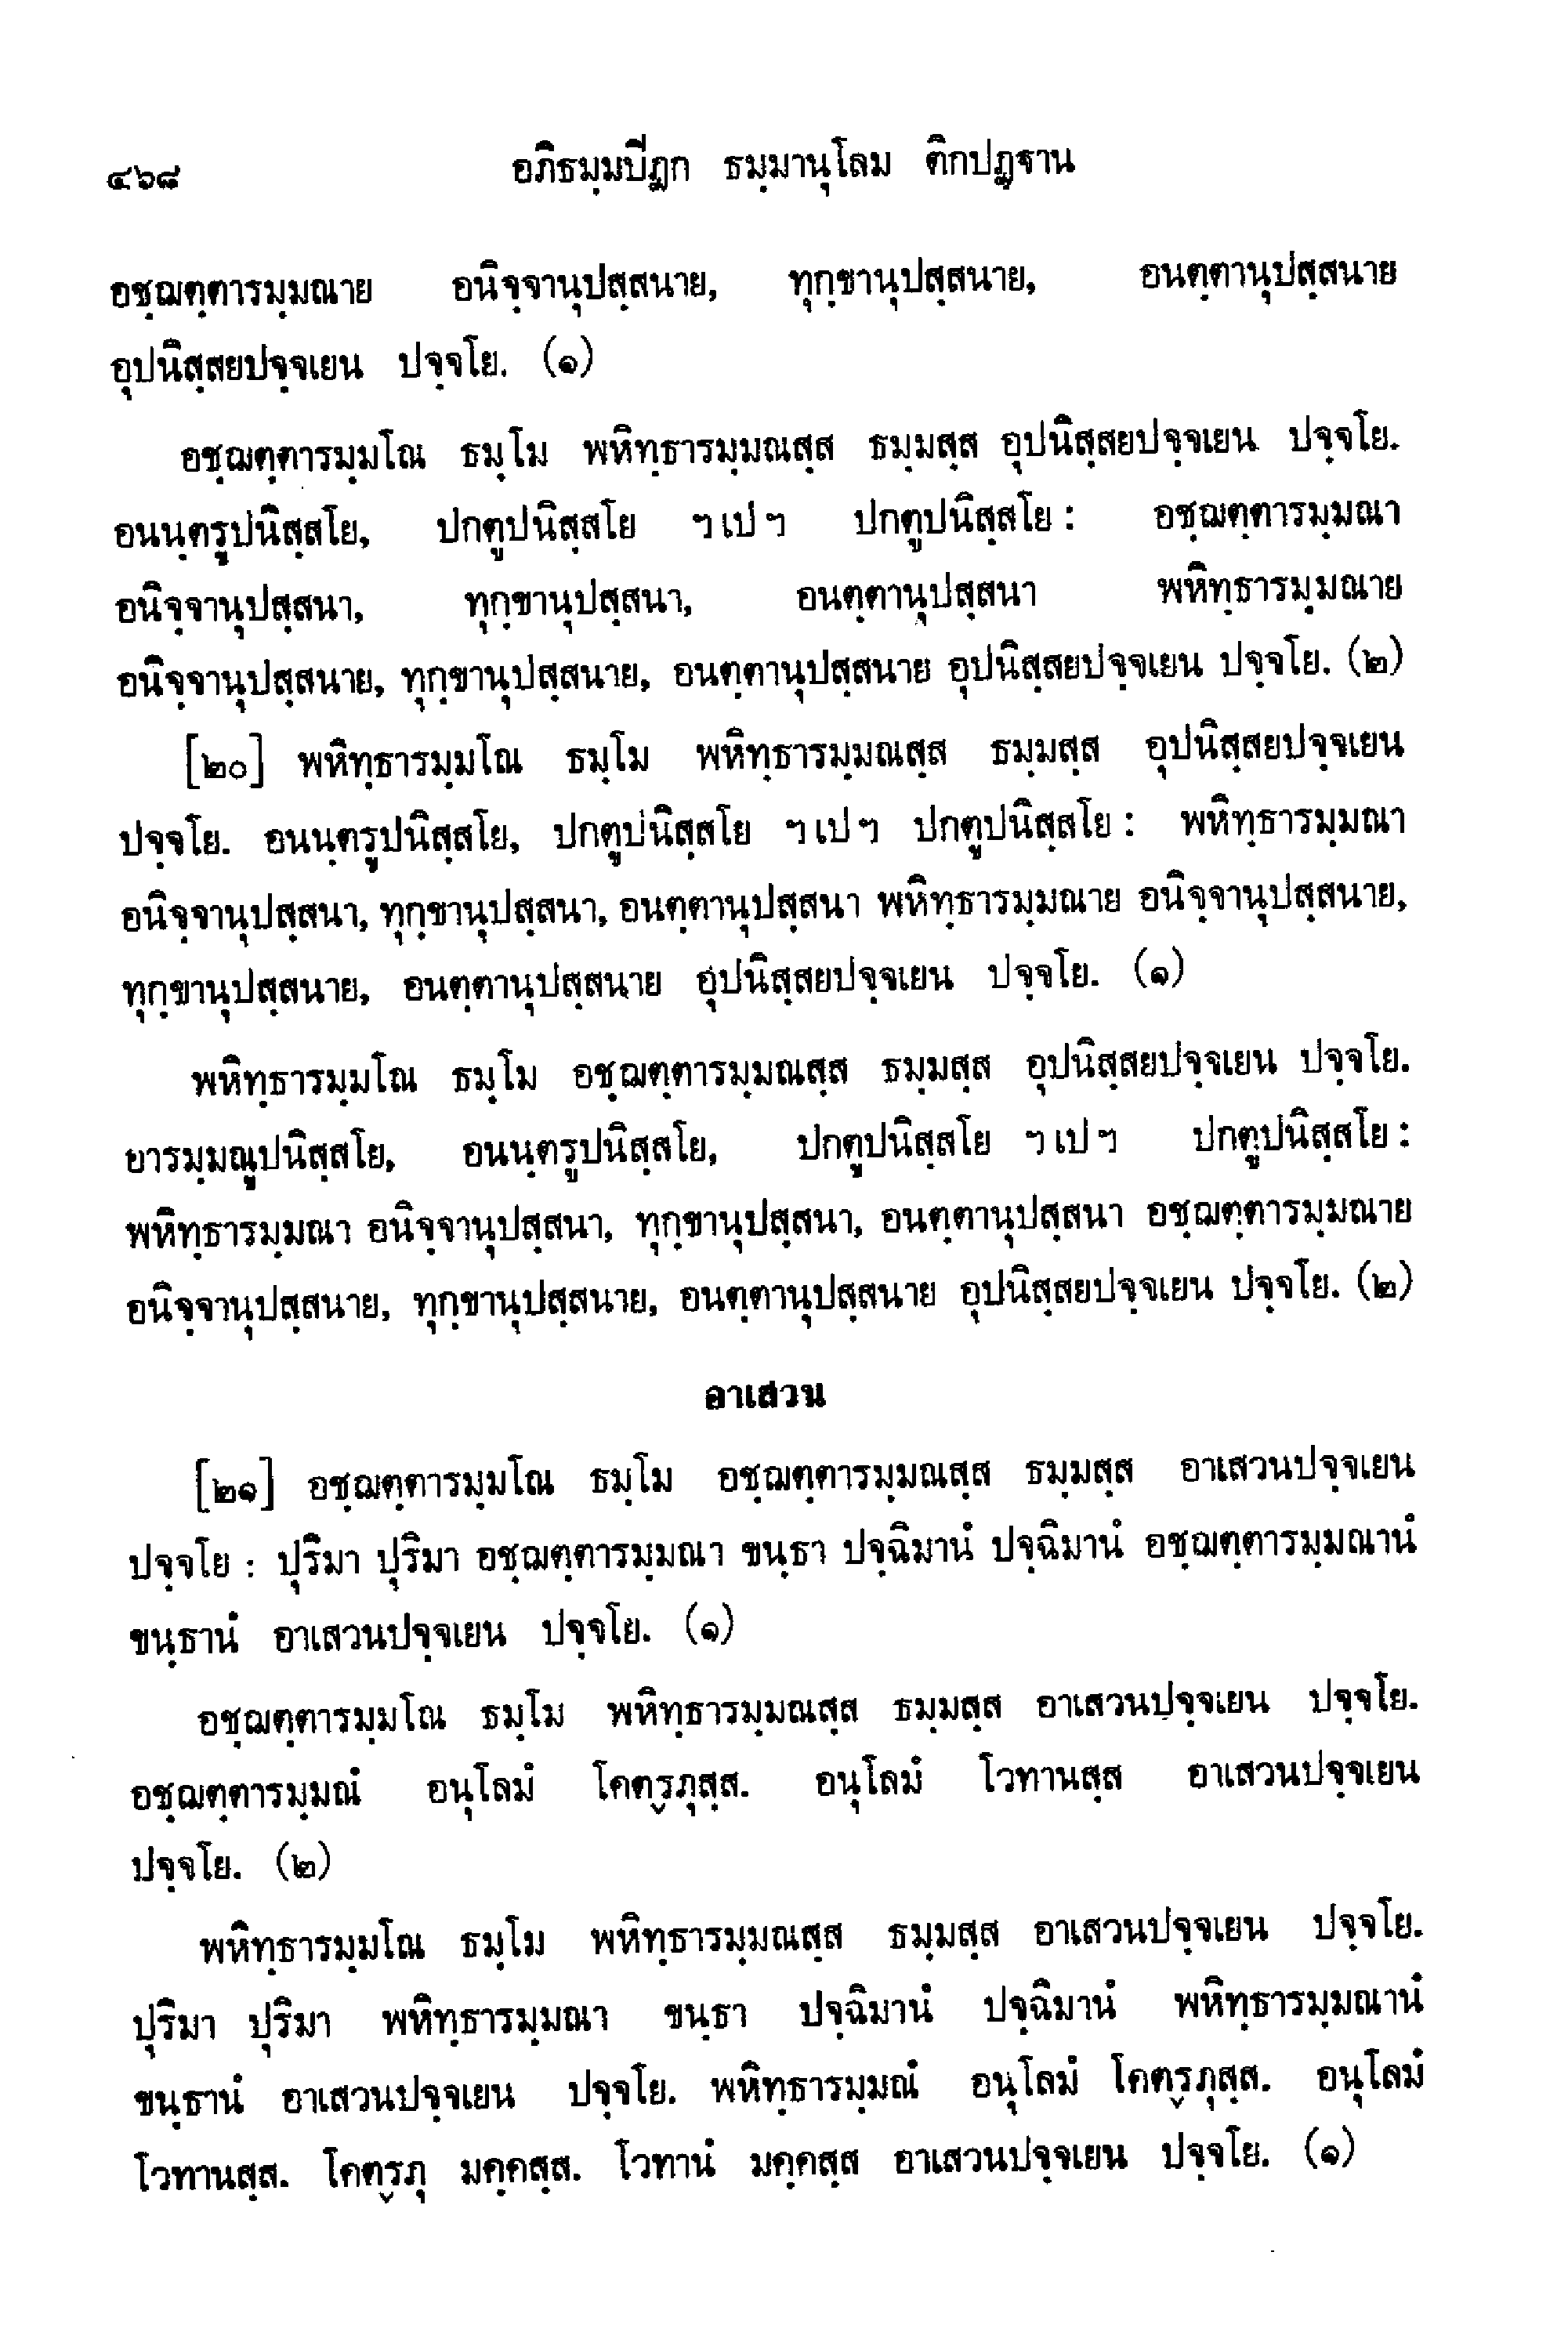 ๔๖๘ อภิธมฺมปีฏก ธมฺมานุโลม ติกปฏฺฐาน
อชฺฌตฺตารมฺมณาย อนิจฺจานุปสฺสนาย, ทุกฺขานุปสฺสนาย, อนตฺตานุปสฺสนาย
อุปนิสฺสยปจฺจเยน ปจฺจโย. (๑)
อชฺฌตฺตารมฺมโณ ธมฺโม พหิทฺธารมฺมณสฺส ธมฺมสฺส อุปนิสฺสยปจฺจเยน ปจฺจโย.
อนนฺตรูปนิสฺสโย, ปกตูปนิสฺสโย ฯ เป ฯ ปกตูปนิสฺสโย : อชฺฌตฺตารมฺมณา
อนิจฺจานุปสฺสนา, ทุกฺขานุปสฺสนา, อนตฺตานุปสฺสนา พหิทฺธารมฺมณาย
อนิจฺจานุปสฺสนาย, ทุกฺขานุปสฺสนาย, อนตฺตานุปสฺสนาย อุปนิสฺสยปจฺจเยน ปจฺจโย. (๒)
[๒๐] พหิทฺธารมฺมโณ ธมฺโม พหิทฺธารมฺมณสฺส ธมฺมสฺส อุปนิสฺสยปจฺจเยน
ปจฺจโย. อนนฺตรูปนิสฺสโย, ปกตูปนิสฺสโย ฯ เป ฯ ปกตูปนิสฺสโย : พหิทฺธารมฺมณา
อนิจฺจานุปสฺสนา, ทุกฺขานุปสฺสนา, อนตฺตานุปสฺสนา พหิทฺธารมฺมณาย อนิจฺจานุปสฺสนาย,
ทุกฺขานุปสฺสนาย, อนตฺตานุปสฺสนาย อุปนิสฺสยปจฺจเยน ปจฺจโย. (๑)
พหิทฺธารมฺมโณ ธมฺโม อชฺฌตฺตารมฺมณสฺส ธมฺมสฺส อุปนิสฺสยปจฺจเยน ปจฺจโย.
อารมฺมณูปนิสฺสโย, อนนฺตรูปนิสฺสโย, ปกตูปนิสฺสโย ฯ เป ฯ ปกตูปนิสฺสโย :
พหิทฺธารมฺมณา อนิจฺจานุปสฺสนา, ทุกฺขานุปสฺสนา, อนตฺตานุปสฺสนา อชฺฌตฺตารมฺมณาย
อนิจฺจานุปสฺสนาย, ทุกฺขานุปสฺสนาย, อนตฺตานุปสฺสนาย อุปนิสฺสยปจฺจเยน ปจฺจโย. (๒)
อาเสวน
[๒๑] อชฺฌตฺตารมฺมโณ ธมฺโม อชฺฌตฺตารมฺมณสฺส ธมฺมสฺส อาเสวนปจฺจเยน
ปจฺจโย : ปุริมา ปุริมา อชฺฌตฺตารมฺมณา ขนฺธา ปจฺฉิมานํ ปจฺฉิมานํ อชฺฌตฺตารมฺมณานํ
ขนฺธานํ อาเสวนปจฺจเยน ปจฺจโย. (๑)
อชฺฌตฺตารมฺมโณ ธมฺโม พหิทฺธารมฺมณสฺส ธมฺมสฺส อาเสวนปจฺจเยน ปจฺจโย.
อชฺฌตฺตารมฺมณํ อนุโลมํ โคตฺรภุสฺส. อนุโลมํ โวทานสฺส อาเสวนปจฺจเยน
ปจฺจโย. (๒)
พหิทฺธารมฺมโณ ธมฺโม พหิทฺธารมฺมณสฺส ธมฺมสฺส อาเสวนปจฺจเยน ปจฺจโย.
ปุริมา ปุริมา พหิทฺธารมฺมณา ขนฺธา ปจฺฉิมานํ ปจฺฉิมานํ พหิทฺธารมฺมณานํ
ขนฺธานํ อาเสวนปจฺจเยน ปจฺจโย. พหิทฺธารมฺมณํ อนุโลมํ โคตฺรภุสฺส. อนุโลมํ
โวทานสฺส. โคตฺรภุ มคฺคสฺส. โวทานํ มคฺคสฺส อาเสวนปจฺจเยน ปจฺจโย. (๑)